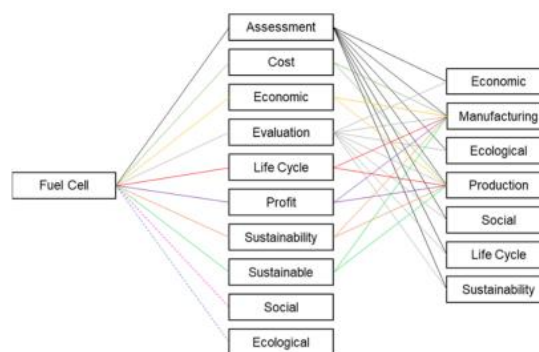 Fuel Cell
Assessment
Cost
Economic
Evaluation
Life Cycle
Profit
Sustainability
Sustainable
Social
Ecological
Economic
Manufacturing
Ecological
Production
Social
Life Cycle
Sustainability